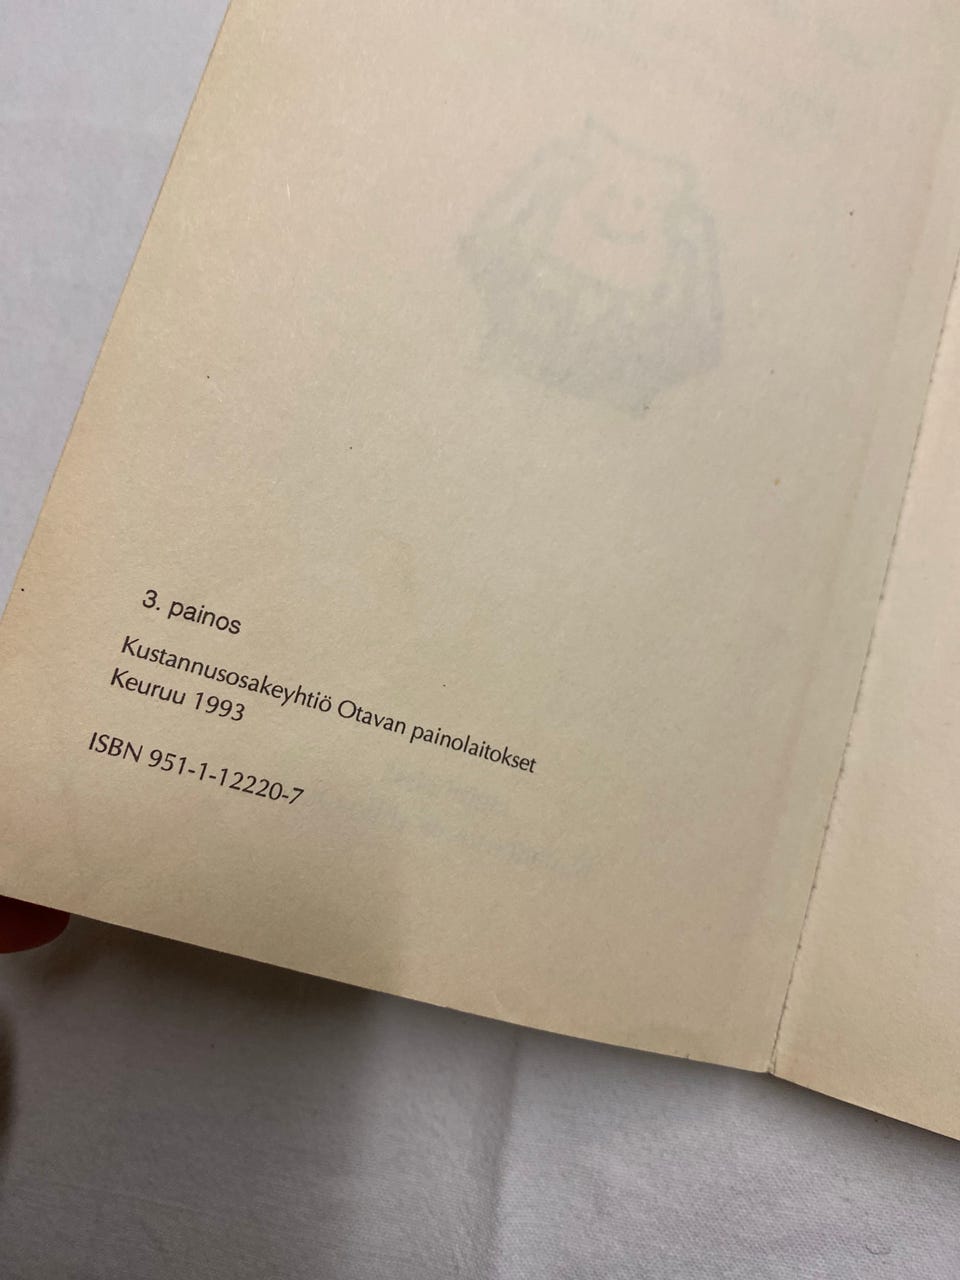 3. painos
Kustannusosakeyhtiö Otavan painolaitokset
Keuruu 1993
ISBN 951-1-12220-7